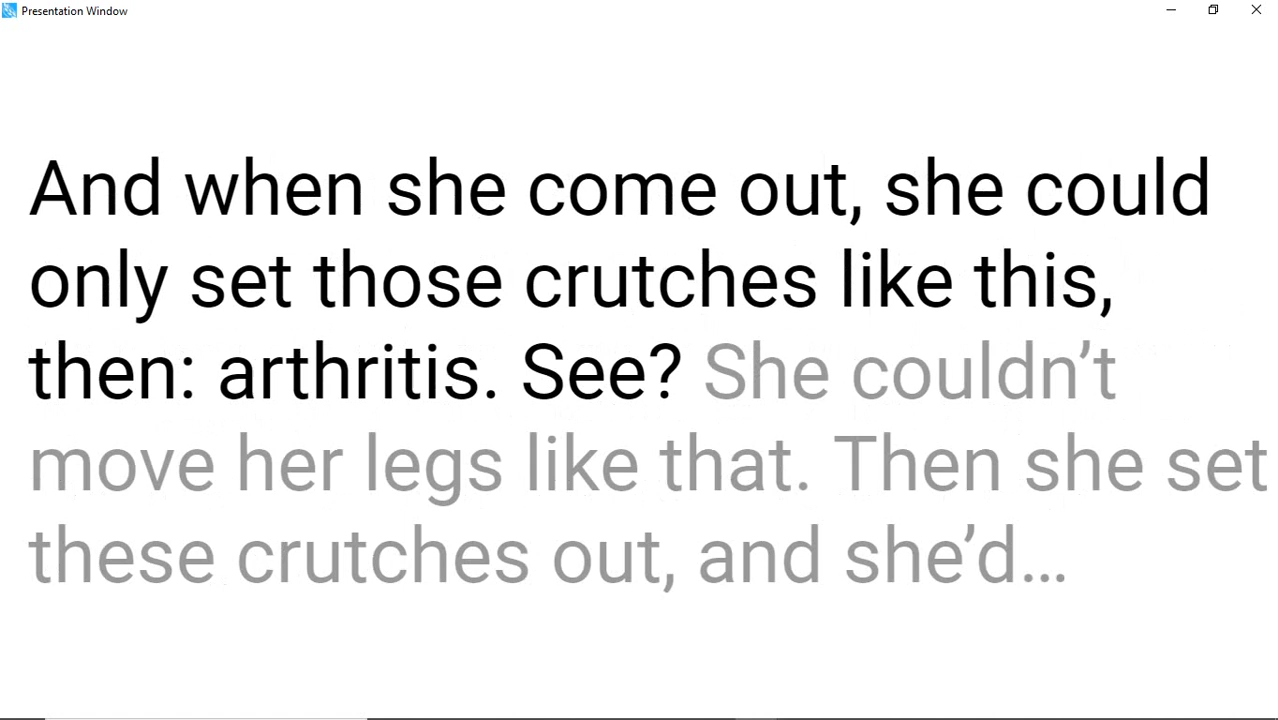 Presentation Window
And when she come out, she could
only set those crutches like this,
then: arthritis. See? She couldn’t
move her legs like that. Then she set
these crutches out, and she’d…